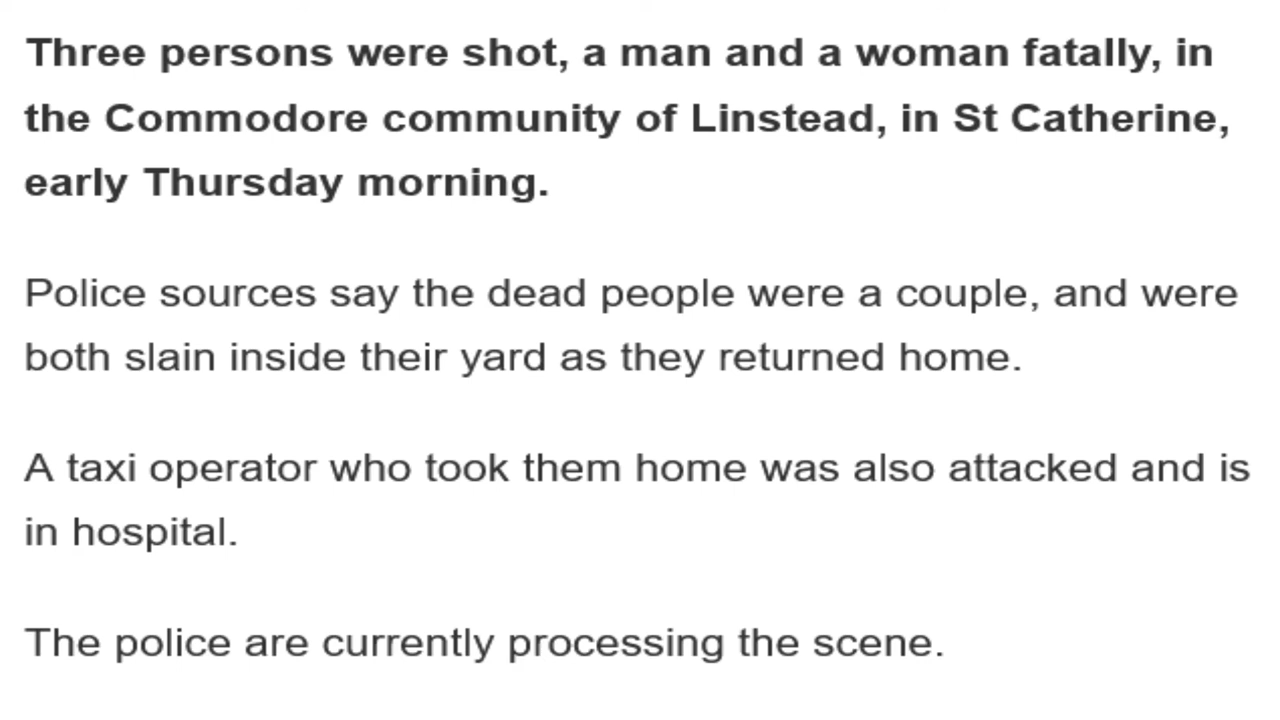 Three persons were shot, a man and a woman fatally, in
the Commodore community of Linstead, in St Catherine,
early Thursday morning.
Police sources say the dead people were a couple, and were
both slain inside their yard as they returned home.
A taxi operator who took them home was also attacked and is
in hospital.
The police are currently processing the scene.